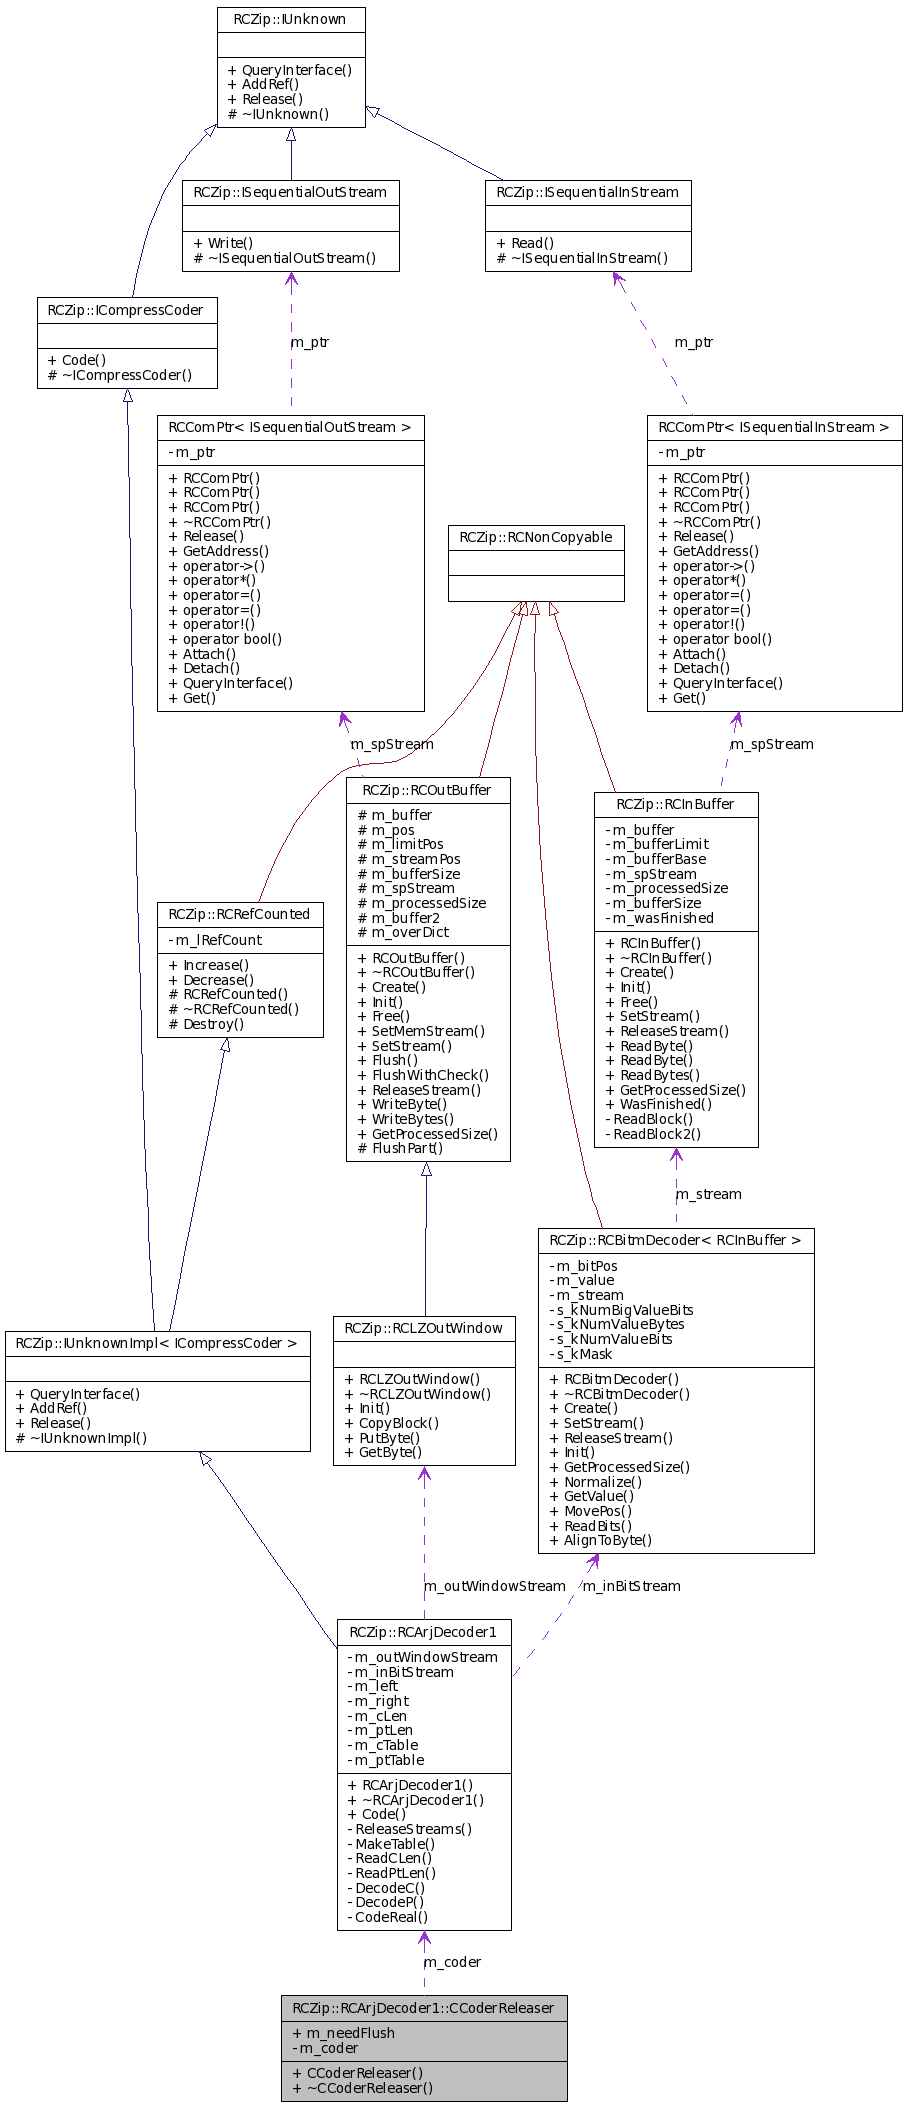 RCZip::IUnknown
+ QueryInterface()
+ AddRef()
+ Release()
# ~IUnknown()
RCZip::ISequentialOutStream
+ Write()
# ~ISequentialOutStream()
RCZip::ISequentialInStream
+ Read()
# ~ISequentialInStream()
RCZip::ICompressCoder
+ Code()
# ~ICompressCoder()
m_ptr
m_ptr
RCComPtr< ISequentialOutStream >
- m_ptr
+ RCComPtr()
+ RCComPtr()
+ RCComPtr()
+ ~RCComPtr()
+ Release()
+ GetAddress()
+ operator->()
+ operator*()
+ operator=()
+ operator=()
+ operator!()
+ operator bool()
+ Attach()
+ Detach()
+ QueryInterface()
+ Get()
RCComPtr< ISequentialInStream >
- m_ptr
+ RCComPtr()
+ RCComPtr()
+ RCComPtr()
+ ~RCComPtr()
+ Release()
+ GetAddress()
+ operator->()
+ operator*()
+ operator=()
+ operator=()
+ operator!()
+ operator bool()
+ Attach()
+ Detach()
+ QueryInterface()
+ Get()
RCZip::RCNonCopyable
m_spStream
m_spStream
RCZip::RCOutBuffer
# m_buffer
# m_pos
# m_limitPos
# m_streamPos
# m_bufferSize
# m_spStream
# m_processedSize
# m_buffer2
# m_overDict
+ RCOutBuffer()
+ ~RCOutBuffer()
+ Create()
+ Init()
+ Free()
+ SetMemStream()
+ SetStream()
+ Flush()
+ FlushWithCheck()
+ ReleaseStream()
+ WriteByte()
+ WriteBytes()
+ GetProcessedSize()
# FlushPart()
RCZip::RCInBuffer
- m_buffer
- m_bufferLimit
- m_bufferBase
- m_spStream
- m_processedSize
- m_bufferSize
- m_wasFinished
+ RCInBuffer()
+ ~RCInBuffer()
+ Create()
+ Init()
+ Free()
+ SetStream()
+ ReleaseStream()
+ ReadByte()
+ ReadByte()
+ ReadBytes()
+ GetProcessedSize()
+ WasFinished()
- ReadBlock()
- ReadBlock2()
RCZip::RCRefCounted
- m_lRefCount
+ Increase()
+ Decrease()
# RCRefCounted()
# ~RCRefCounted()
# Destroy()
m_stream
RCZip::RCBitmDecoder< RCInBuffer >
- m_bitPos
- m_value
- m_stream
- s_kNumBigValueBits
- s_kNumValueBytes
- s_kNumValueBits
- s_kMask
+ RCBitmDecoder()
+ ~RCBitmDecoder()
+ Create()
+ SetStream()
+ ReleaseStream()
+ Init()
+ GetProcessedSize()
+ Normalize()
+ GetValue()
+ MovePos()
+ ReadBits()
+ AlignToByte()
RCZip::RCLZOutWindow
+ RCLZOutWindow()
+ ~RCLZOutWindow()
+ Init()
+ CopyBlock()
+ PutByte()
+ GetByte()
RCZip::IUnknownImpl< ICompressCoder >
+ QueryInterface()
+ AddRef()
+ Release()
# ~IUnknownImpl()
m_outWindowStream
m_inBitStream
RCZip::RCArjDecoder1
- m_outWindowStream
- m_inBitStream
- m_left
- m_right
- m_cLen
- m_ptLen
- m_cTable
- m_ptTable
+ RCArjDecoder1()
+ ~RCArjDecoder1()
+ Code()
- ReleaseStreams()
- MakeTable()
- ReadCLen()
- ReadPtLen()
- DecodeC()
- DecodeP()
- CodeReal()
m_coder
RCZip::RCArjDecoder1::CCoderReleaser
+ m_needFlush
- m_coder
+ CCoderReleaser()
+ ~CCoderReleaser()